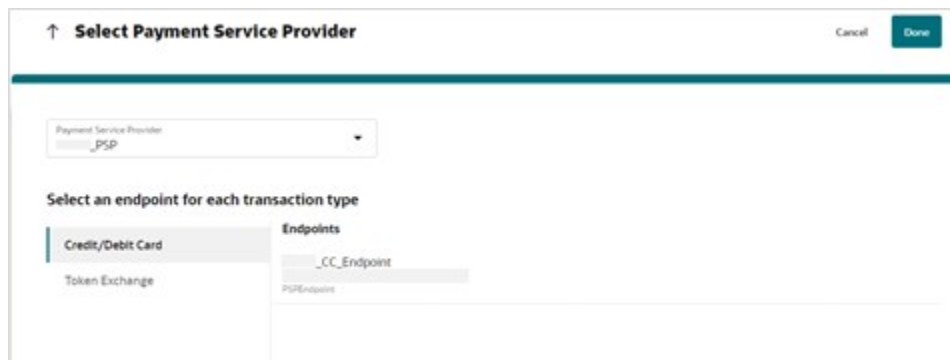 ↑ Select Payment Service Provider
Cancel
Done
Payment Service Provider
_PSP
Select an endpoint for each transaction type
Credit/Debit Card
Token Exchange
Endpoints
_CC_Endpoint
PSPEndpoint